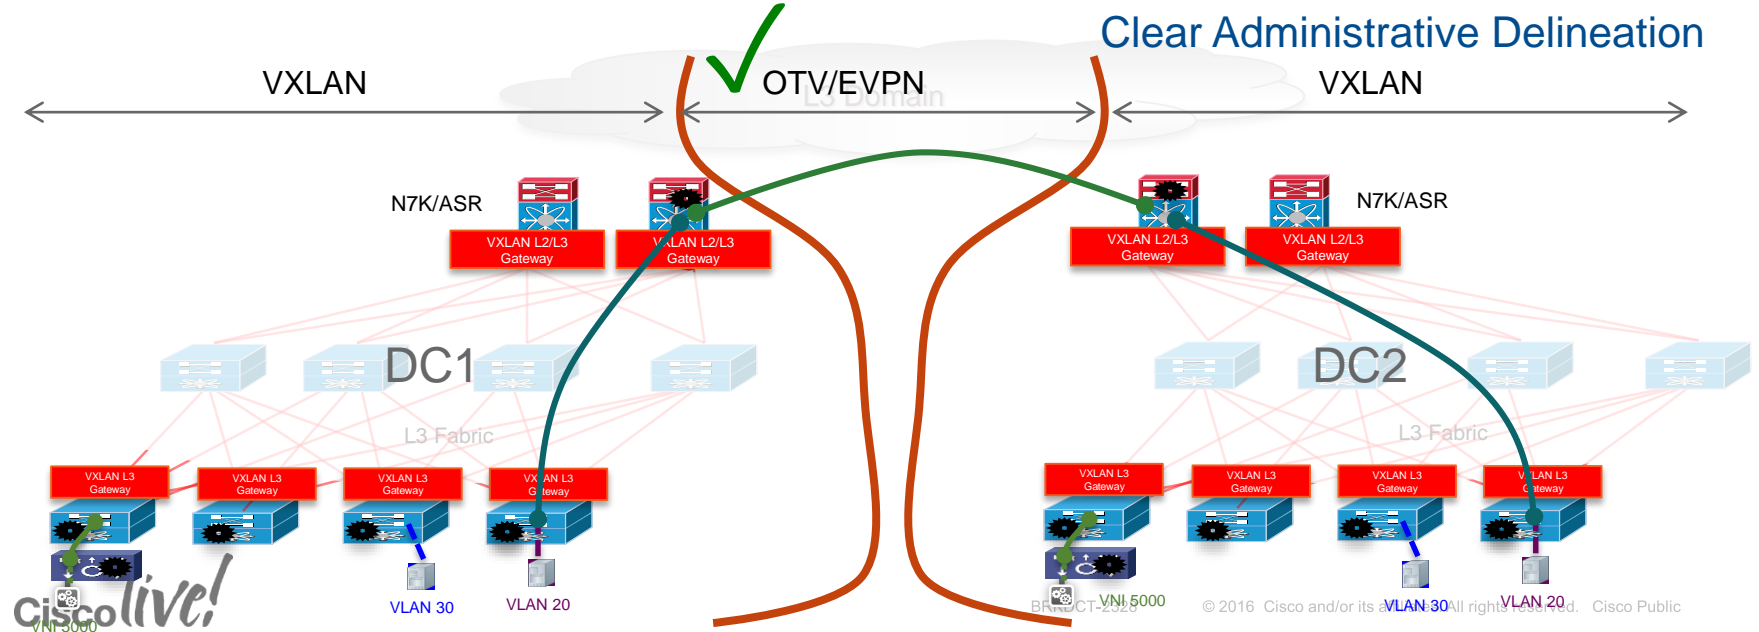 Clear Administrative Delineation
VXLAN
OTV/EVPN
VXLAN
L3 Domain
N7K/ASR
N7K/ASR
VXLAN L2/L3
Gateway
VXLAN L2/L3
Gateway
VXLAN L2/L3
Gateway
VXLAN L2/L3
Gateway
DC1
DC2
L3 Fabric
L3 Fabric
VXLAN L3
Gateway
VXLAN L3
Gateway
VXLAN L3
Gateway
VXLAN L3
Gateway
VXLAN L3
Gateway
VXLAN L3
Gateway
VXLAN L3
Gateway
VXLAN L3
Gateway
Cisco live!
VNI 5000
VLAN 30
VLAN 20
VNI 5000
VLAN 30
VLAN 20
© 2016 Cisco and/or its affiliates. All rights reserved. Cisco Public